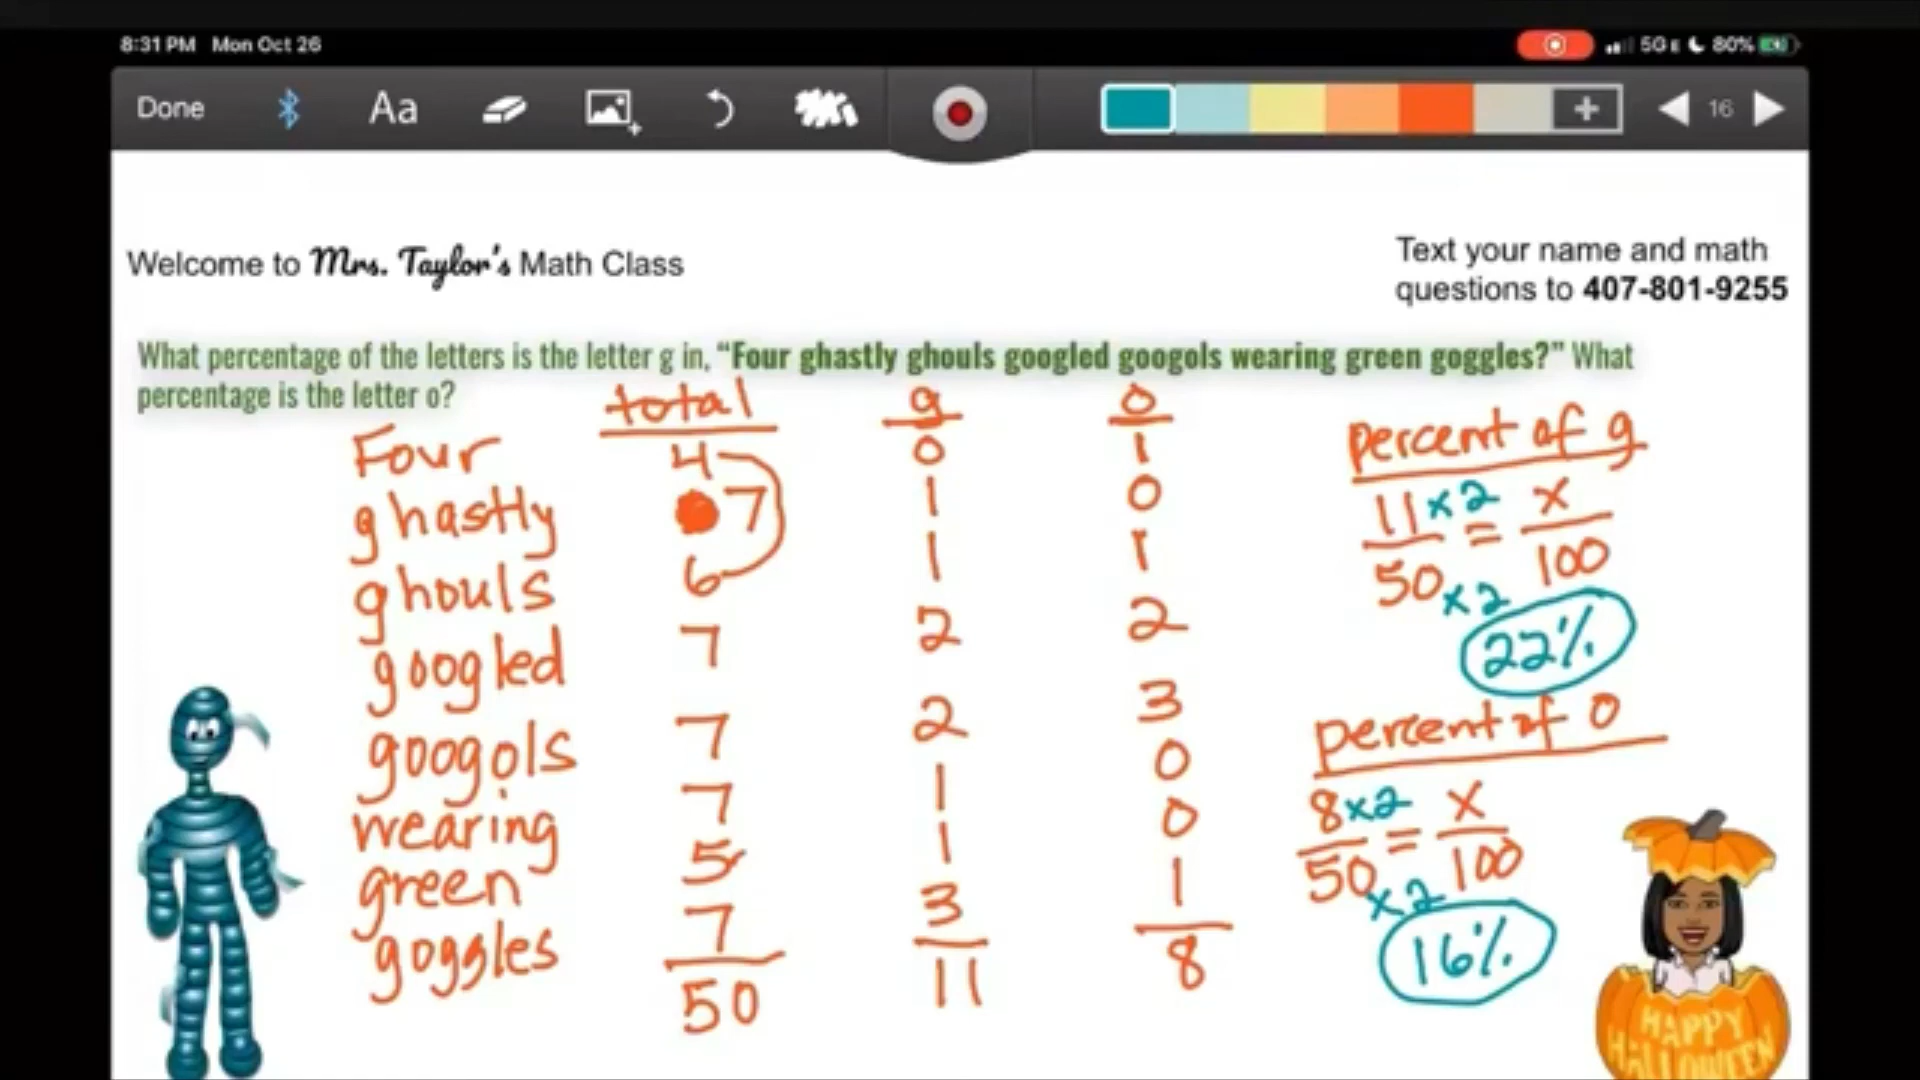 8:31 PM Mon Oct 26
5G E 80%
Done Aa 16
Welcome to Mrs. Taylor's Math Class
Text your name and math
questions to 407-801-9255
What percentage of the letters is the letter g in, “Four ghastly ghouls googled googols wearing green goggles?” What
percentage is the letter o?
total g o
Four 4 0 1
ghastly 7 1 0
ghouls 6 1 1
googled 7 2 2
googols 7 2 3
wearing 7 1 0
green 5 1 0
goggles 7 3 1
50 11 8
percent of g
11 x2 = x
50 x2 100
22%
percent of o
8 x2 = x
50 x2 100
16%
HAPPY
HALLOWEEN